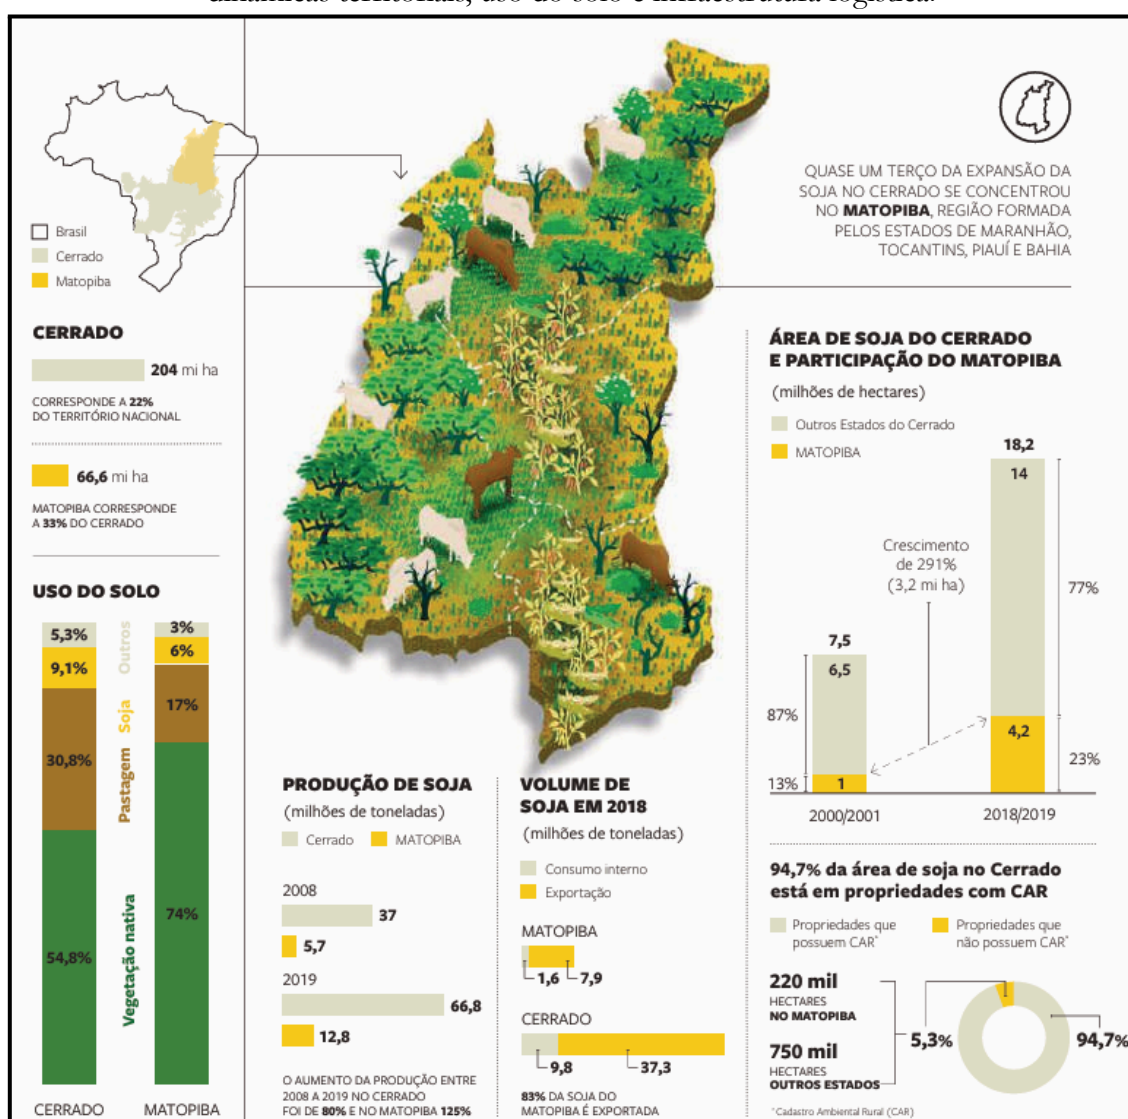 dinâmicas territoriais, uso do solo e infraestrutura logística.
Brasil
Cerrado
Matopiba
QUASE UM TERÇO DA EXPANSÃO DA
SOJA NO CERRADO SE CONCENTROU
NO MATOPIBA, REGIÃO FORMADA
PELOS ESTADOS DE MARANHÃO,
TOCANTINS, PIAUÍ E BAHIA
CERRADO
204 mi ha
CORRESPONDE A 22%
DO TERRITÓRIO NACIONAL
66,6 mi ha
MATOPIBA CORRESPONDE
A 33% DO CERRADO
USO DO SOLO
5,3%
9,1%
30,8%
54,8%
Outros
Soja
Pastagem
Vegetação nativa
3%
6%
17%
74%
CERRADO
MATOPIBA
PRODUÇÃO DE SOJA
(milhões de toneladas)
Cerrado
MATOPIBA
2008
37
5,7
2019
66,8
12,8
O AUMENTO DA PRODUÇÃO ENTRE
2008 A 2019 NO CERRADO
FOI DE 80% E NO MATOPIBA 125%
VOLUME DE
SOJA EM 2018
(milhões de toneladas)
Consumo interno
Exportação
MATOPIBA
1,6
7,9
CERRADO
9,8
37,3
83% DA SOJA DO
MATOPIBA É EXPORTADA
ÁREA DE SOJA DO CERRADO
E PARTICIPAÇÃO DO MATOPIBA
(milhões de hectares)
Outros Estados do Cerrado
MATOPIBA
18,2
14
Crescimento
de 291%
(3,2 mi ha)
77%
7,5
6,5
87%
4,2
23%
13%
1
2000/2001
2018/2019
94,7% da área de soja no Cerrado
está em propriedades com CAR
Propriedades que
possuem CAR*
Propriedades que
não possuem CAR*
220 mil
HECTARES
NO MATOPIBA
750 mil
HECTARES
OUTROS ESTADOS
5,3%
94,7%
*Cadastro Ambiental Rural (CAR)